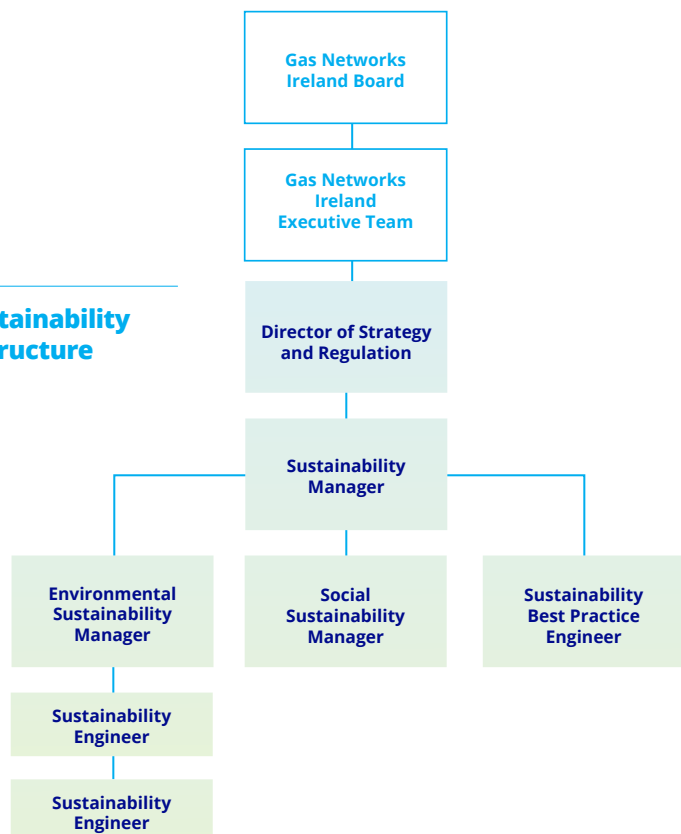 Gas Networks
Ireland Board
Gas Networks
Ireland
Executive Team
tainability
ructure
Director of Strategy
and Regulation
Sustainability
Manager
Environmental
Sustainability
Manager
Social
Sustainability
Manager
Sustainability
Best Practice
Engineer
Sustainability
Engineer
Sustainability
Engineer